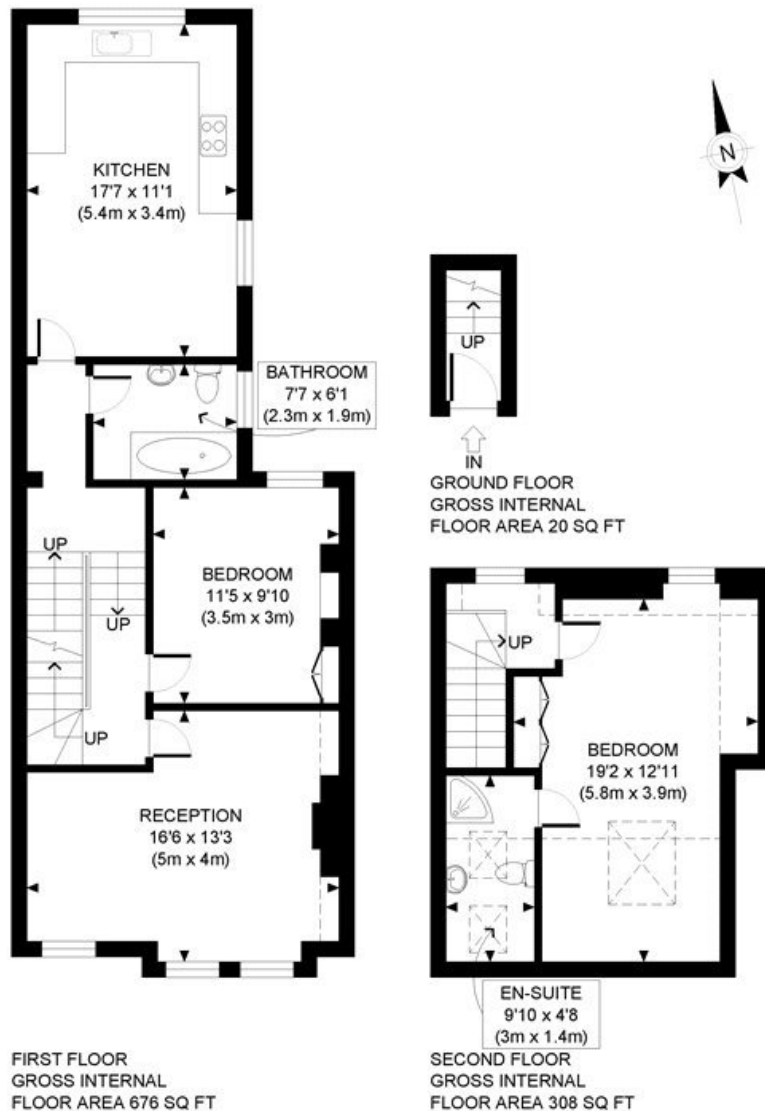 KITCHEN
17'7 x 11'1
(5.4m x 3.4m)
N
UP
IN
GROUND FLOOR
GROSS INTERNAL
FLOOR AREA 20 SQ FT
BATHROOM
7'7 x 6'1
(2.3m x 1.9m)
UP
UP
UP
BEDROOM
11'5 x 9'10
(3.5m x 3m)
RECEPTION
16'6 x 13'3
(5m x 4m)
FIRST FLOOR
GROSS INTERNAL
FLOOR AREA 676 SQ FT
UP
BEDROOM
19'2 x 12'11
(5.8m x 3.9m)
EN-SUITE
9'10 x 4'8
(3m x 1.4m)
SECOND FLOOR
GROSS INTERNAL
FLOOR AREA 308 SQ FT